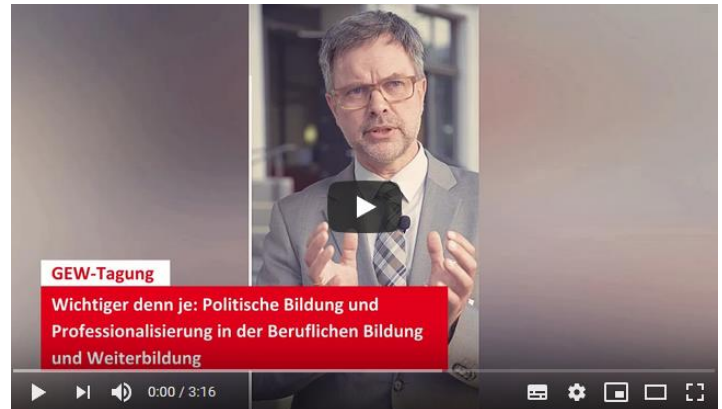 GEW-Tagung
Wichtiger denn je: Politische Bildung und
Professionalisierung in der Beruflichen Bildung
und Weiterbildung
0:00 / 3:16